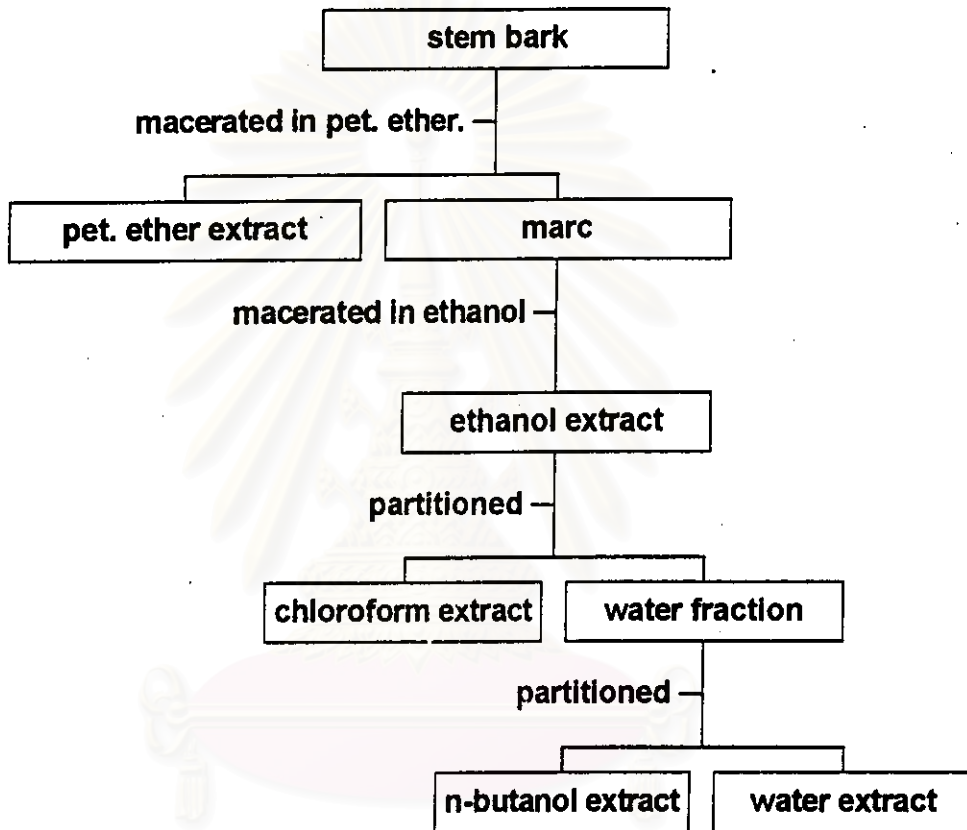 stem bark
macerated in pet. ether.
pet. ether extract
marc
macerated in ethanol
ethanol extract
partitioned
chloroform extract
water fraction
partitioned
n-butanol extract
water extract